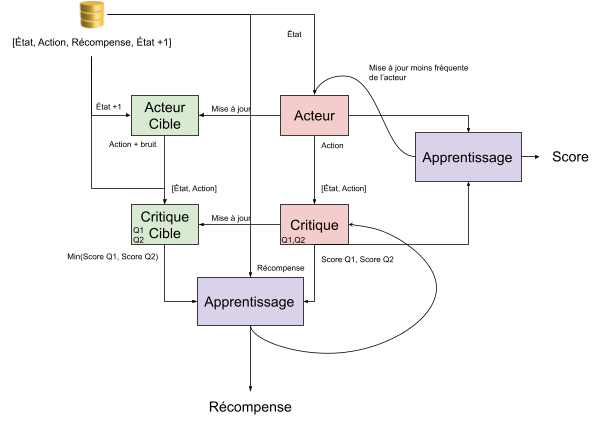 État
[État, Action, Récompense, État +1]
Mise à jour moins fréquente
de l'acteur
État +1
Acteur
Cible
Mise à jour
Acteur
Action + bruit
Action
Apprentissage
Score
[État, Action]
[État, Action]
Critique
Cible
Q1
Q2
Mise à jour
Critique
Q1,Q2
Min(Score Q1, Score Q2)
Récompense
Score Q1, Score Q2
Apprentissage
Récompense